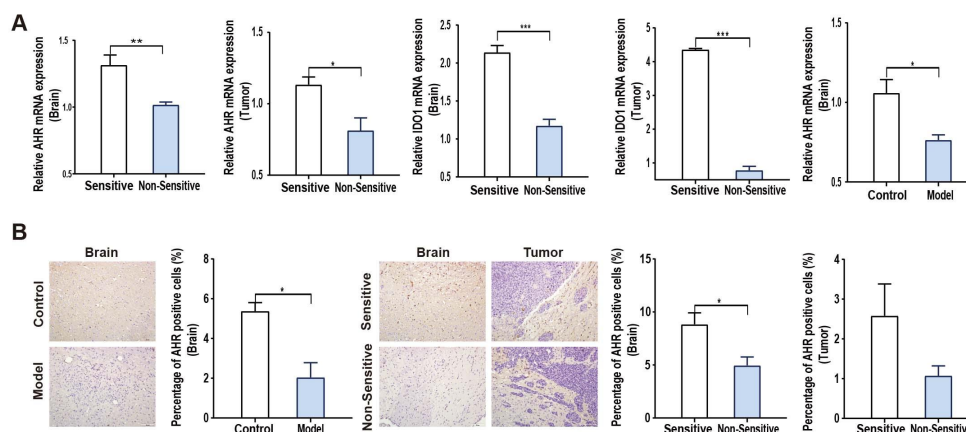 A
Relative AHR mRNA expression
(Brain)
1.5
1.0
0.5
**
Sensitive Non-Sensitive
Relative AHR mRNA expression
(Tumor)
1.5
1.0
0.5
*
Sensitive Non-Sensitive
Relative IDO1 mRNA expression
(Brain)
2.5
2.0
1.5
1.0
0.5
***
Sensitive Non-Sensitive
Relative IDO1 mRNA expression
(Tumor)
5
4
3
2
1
***
Sensitive Non-Sensitive
Relative AHR mRNA expression
(Brain)
1.5
1.0
0.5
*
Control Model
B
Brain
Control
Model
Percentage of AHR positive cells (%)
(Brain)
8
6
4
2
0
*
Control Model
Brain Tumor
Sensitive
Non-Sensitive
Percentage of AHR positive cells (%)
(Brain)
15
10
5
0
*
Sensitive Non-Sensitive
Percentage of AHR positive cells (%)
(Tumor)
4
3
2
1
0
Sensitive Non-Sensitive